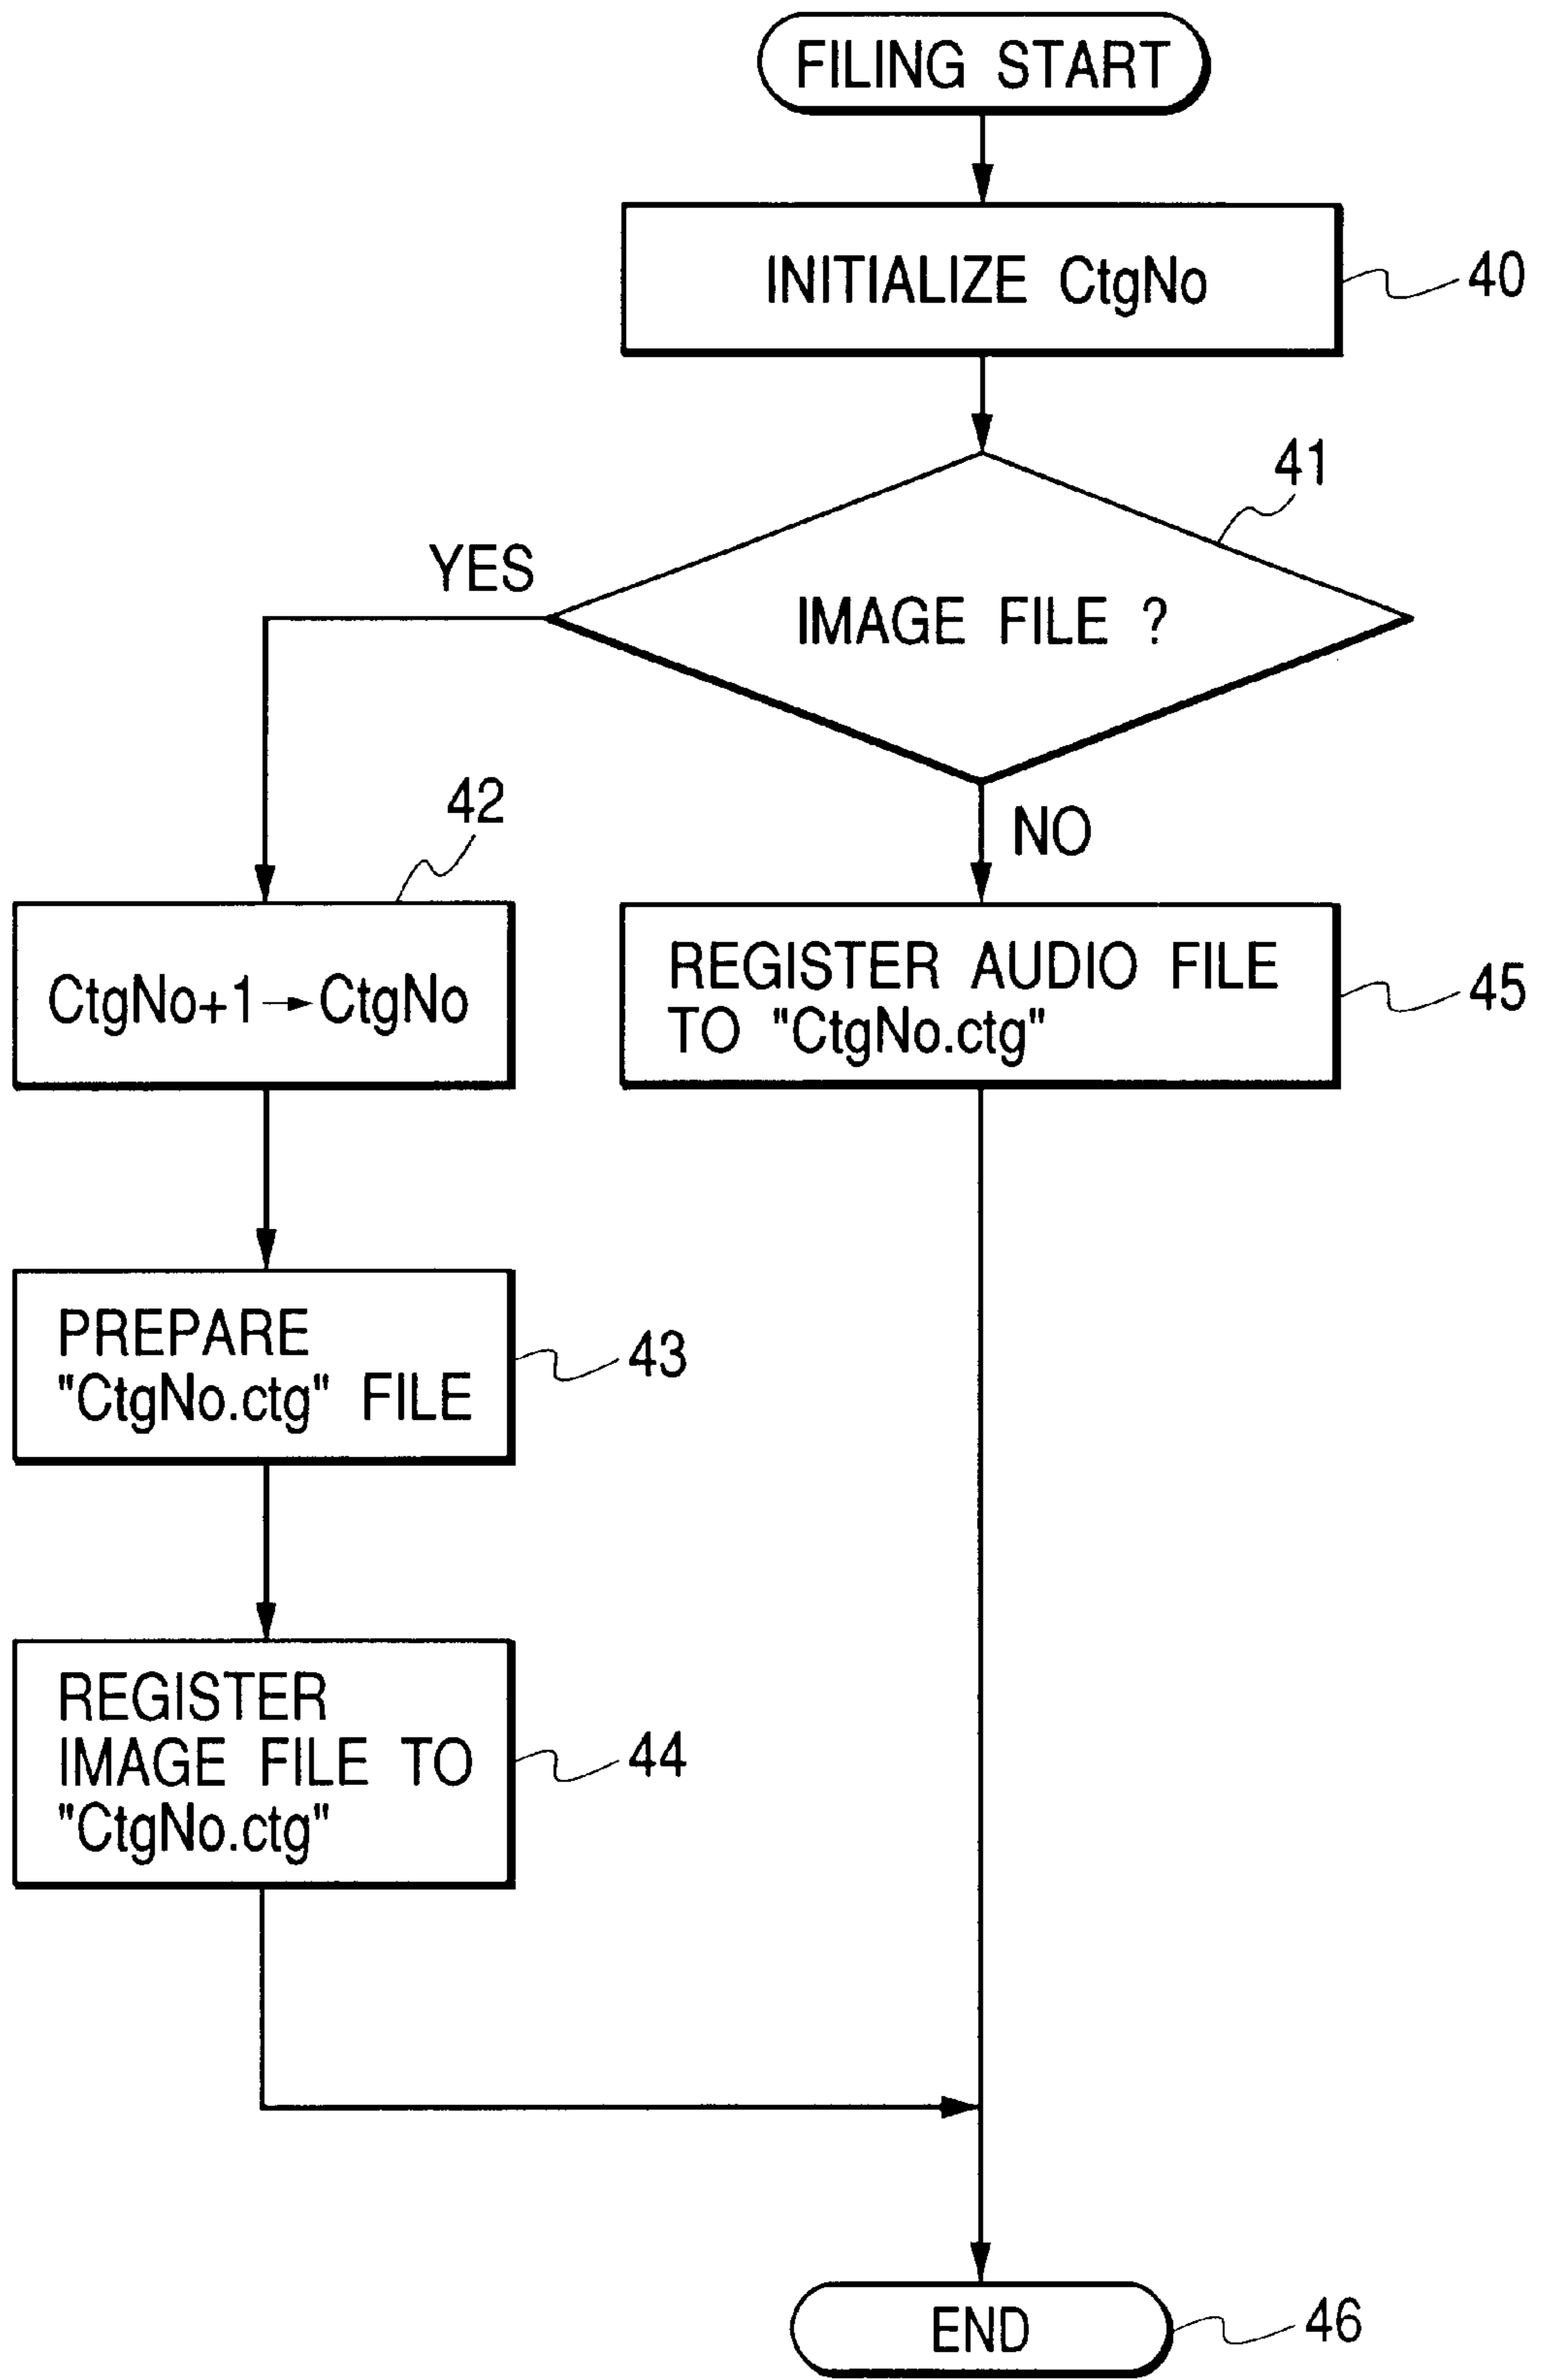 FILING START
INITIALIZE CtgNo
40
41
YES
IMAGE FILE ?
42
NO
CtgNo+1→CtgNo
REGISTER AUDIO FILE
TO "CtgNo.ctg"
45
PREPARE
"CtgNo.ctg" FILE
43
REGISTER
IMAGE FILE TO
"CtgNo.ctg"
44
END
46